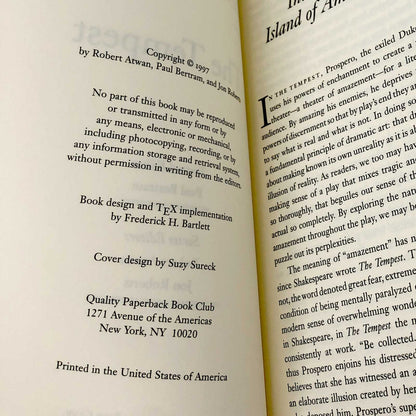 Copyright © 1997
by Robert Atwan, Paul Bertram, and Jon Roberts
No part of this book may be reproduced
or transmitted in any form or by
any means, electronic or mechanical,
including photocopying, recording, or by
any information storage and retrieval system,
without permission in writing from the editors.
Book design and TEX implementation
by Frederick H. Bartlett
Cover design by Suzy Sureck
Quality Paperback Book Club
1271 Avenue of the Americas
New York, NY 10020
Printed in the United States of America
Island of
IN THE TEMPEST, Prospero, the exiled
uses his powers of enchantment to create a
theater—a theater of amazement—for a
audience. By amazing his enemies, he deprives
powers of discernment so that by play's end they
to say what is real and what is not. In doing so
a fundamental principle of dramatic art: that
about making known its own unreality as it is
illusion of reality. As readers, we too may have
making sense of a play that mixes tragic and
so thoroughly, that beguiles our sense of the
actual so completely. By exploring the
amazement throughout the play, we may be
puzzle out its perplexities.
The meaning of "amazement" has
since Shakespeare wrote The Tempest.
not, the word denoted great fear, extreme
condition of being mentally paralyzed
modern sense of overwhelming wonder
in Shakespeare, in The Tempest the
consistently at work. "Be collected,
thus Prospero enjoins his distressed
believes that she has witnessed an
an elaborate illusion created by her
deposed him, Prospero's